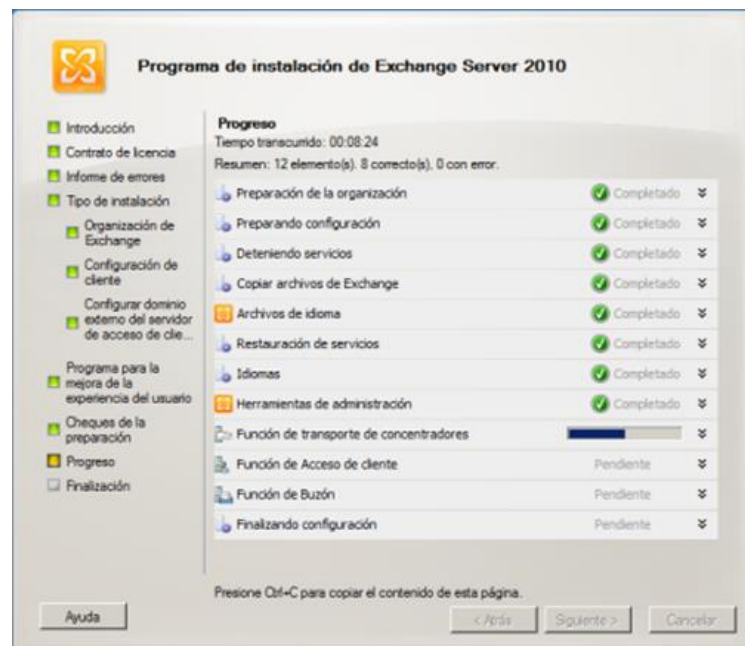 Programa de instalación de Exchange Server 2010
Introducción
Contrato de licencia
Informe de errores
Tipo de instalación
Organización de
Exchange
Configuración de
cliente
Configurar dominio
externo del servidor
de acceso de clie...
Programa para la
mejora de la
experiencia del usuario
Cheques de la
preparación
Progreso
Finalización
Progreso
Tiempo transcurrido: 00:08:24
Resumen: 12 elemento(s). 8 correcto(s), 0 con error.
Preparación de la organización Completado
Preparando configuración Completado
Deteniendo servicios Completado
Copiar archivos de Exchange Completado
Archivos de idioma Completado
Restauración de servicios Completado
Idiomas Completado
Herramientas de administración Completado
Función de transporte de concentradores
Función de Acceso de cliente Pendiente
Función de Buzón Pendiente
Finalizando configuración Pendiente
Presione Ctrl+C para copiar el contenido de esta página.
Ayuda
< Atrás
Siguiente >
Cancelar